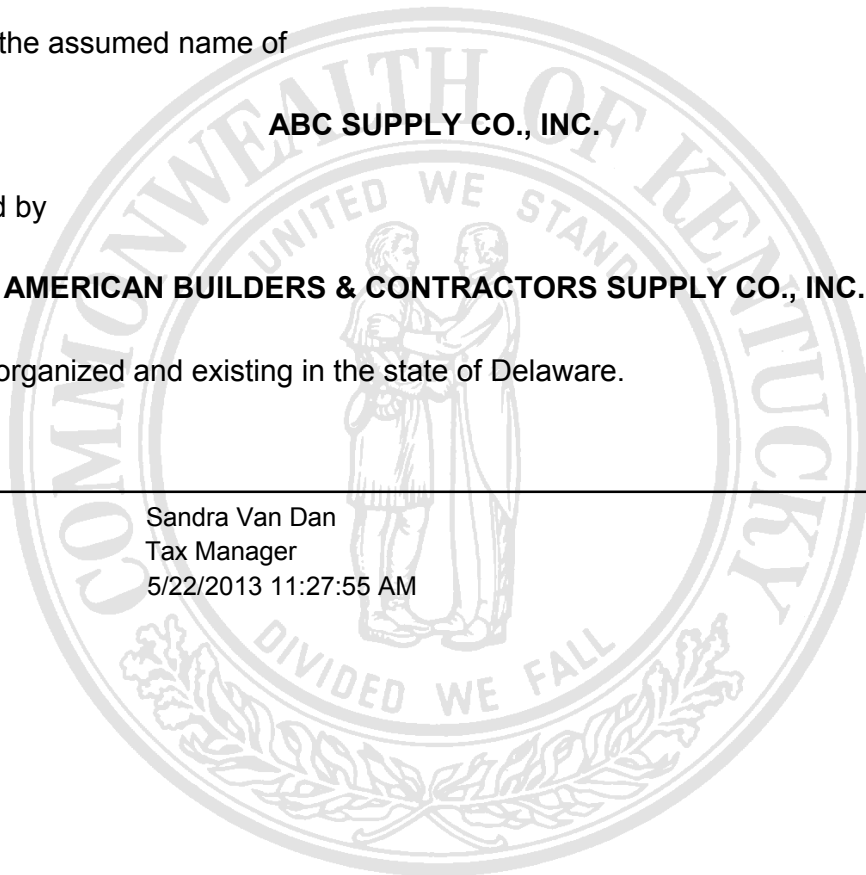 the assumed name of
ABC SUPPLY CO., INC.
d by
AMERICAN BUILDERS & CONTRACTORS SUPPLY CO., INC.
organized and existing in the state of Delaware.
Sandra Van Dan
Tax Manager
5/22/2013 11:27:55 AM
COMMONWEALTH OF KENTUCKY
UNITED WE STAND
DIVIDED WE FALL